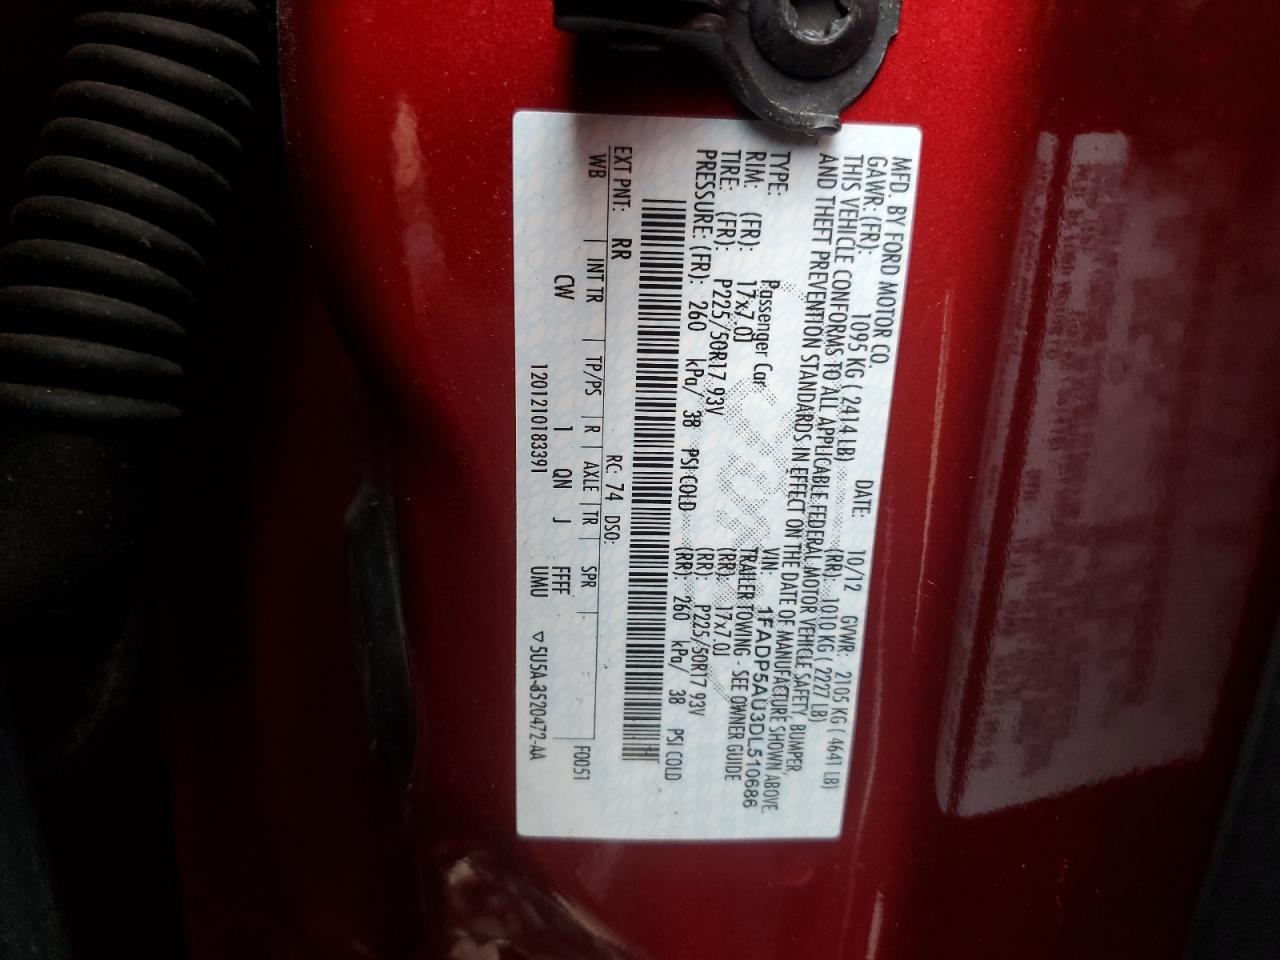 MFD. BY FORD MOTOR CO.
DATE: 10/12 GVWR: 2105 KG ( 4641 LB)
GAWR: (FR): 1095 KG ( 2414 LB) (RR): 1010 KG ( 2227 LB)
THIS VEHICLE CONFORMS TO ALL APPLICABLE FEDERAL MOTOR VEHICLE SAFETY, BUMPER,
AND THEFT PREVENTION STANDARDS IN EFFECT ON THE DATE OF MANUFACTURE SHOWN ABOVE.
VIN: 1FADP5AU3DL510686
TYPE: Passenger Car TRAILER TOWING - SEE OWNER GUIDE
RIM: (FR): 17x7.0J (RR): 17x7.0J
TIRE: (FR): P225/50R17 93V (RR): P225/50R17 93V
PRESSURE: (FR): 260 kPa/ 38 PSI COLD (RR): 260 kPa/ 38 PSI COLD
EXT PNT: RR RC: 74 DSO:
WB INT TR TP/PS R AXLE TR SPR F0051
CW 1 QN J FFFF
120121018391 UMU ▽5U5A-3520472-AA